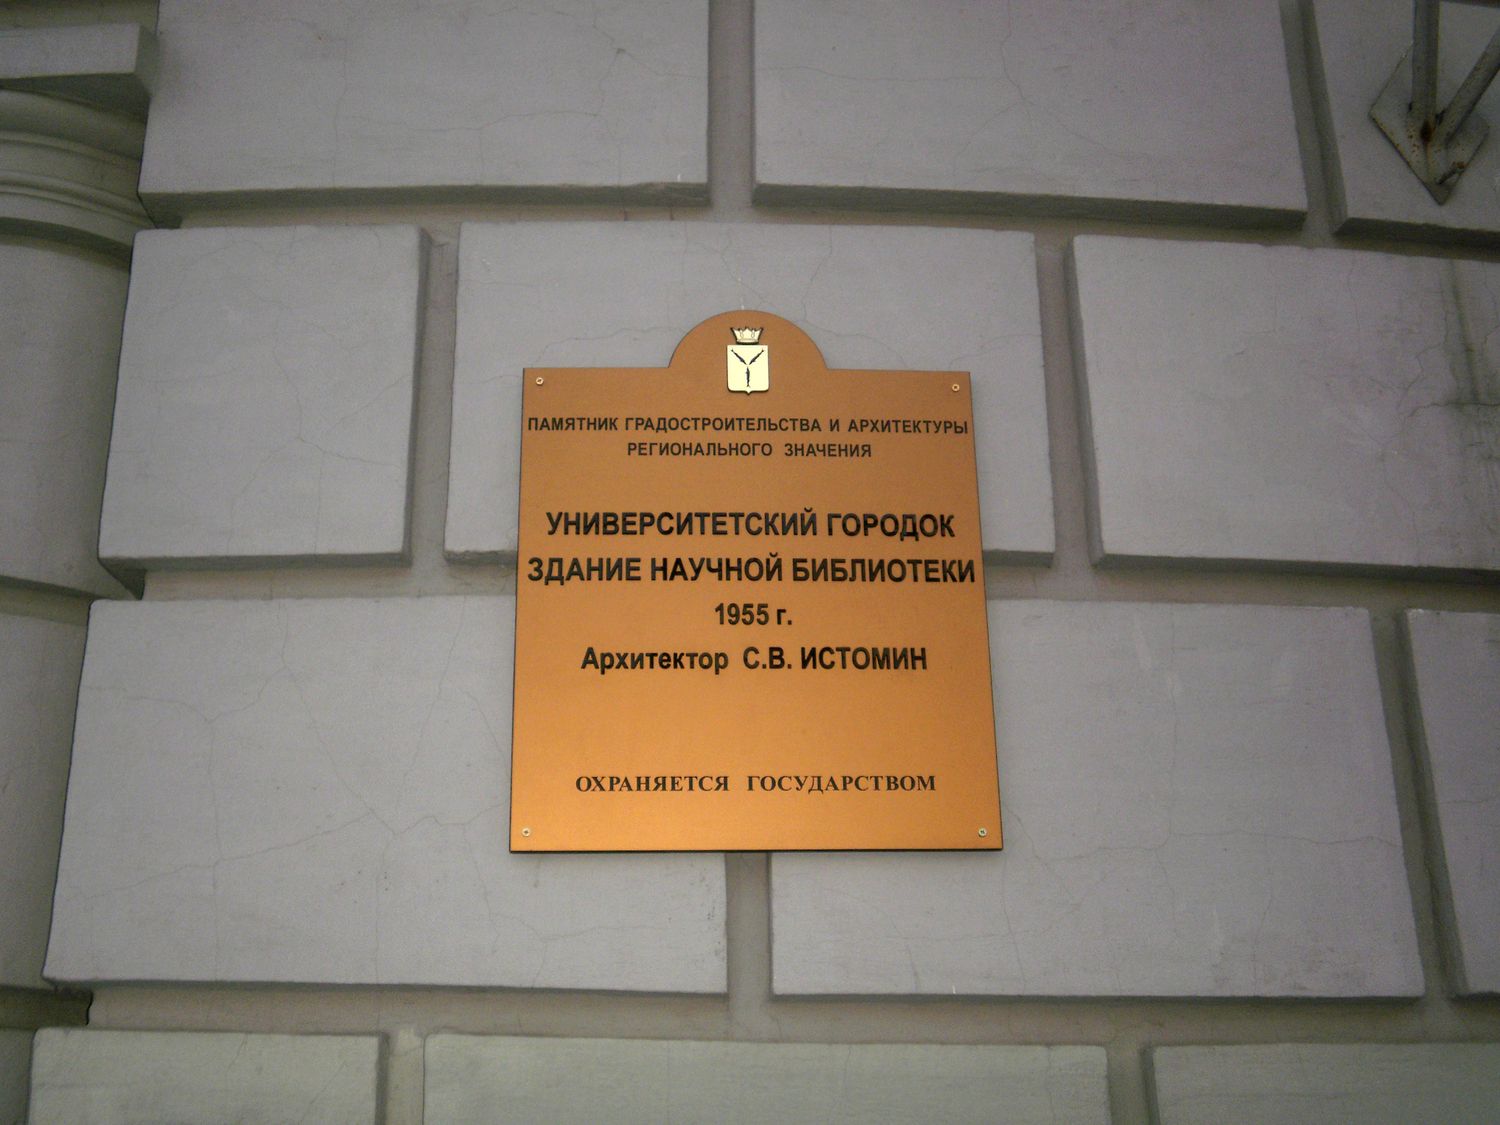 ПАМЯТНИК ГРАДОСТРОИТЕЛЬСТВА И АРХИТЕКТУРЫ
РЕГИОНАЛЬНОГО ЗНАЧЕНИЯ
УНИВЕРСИТЕТСКИЙ ГОРОДОК
ЗДАНИЕ НАУЧНОЙ БИБЛИОТЕКИ
1955 г.
Архитектор С.В. ИСТОМИН
ОХРАНЯЕТСЯ ГОСУДАРСТВОМ